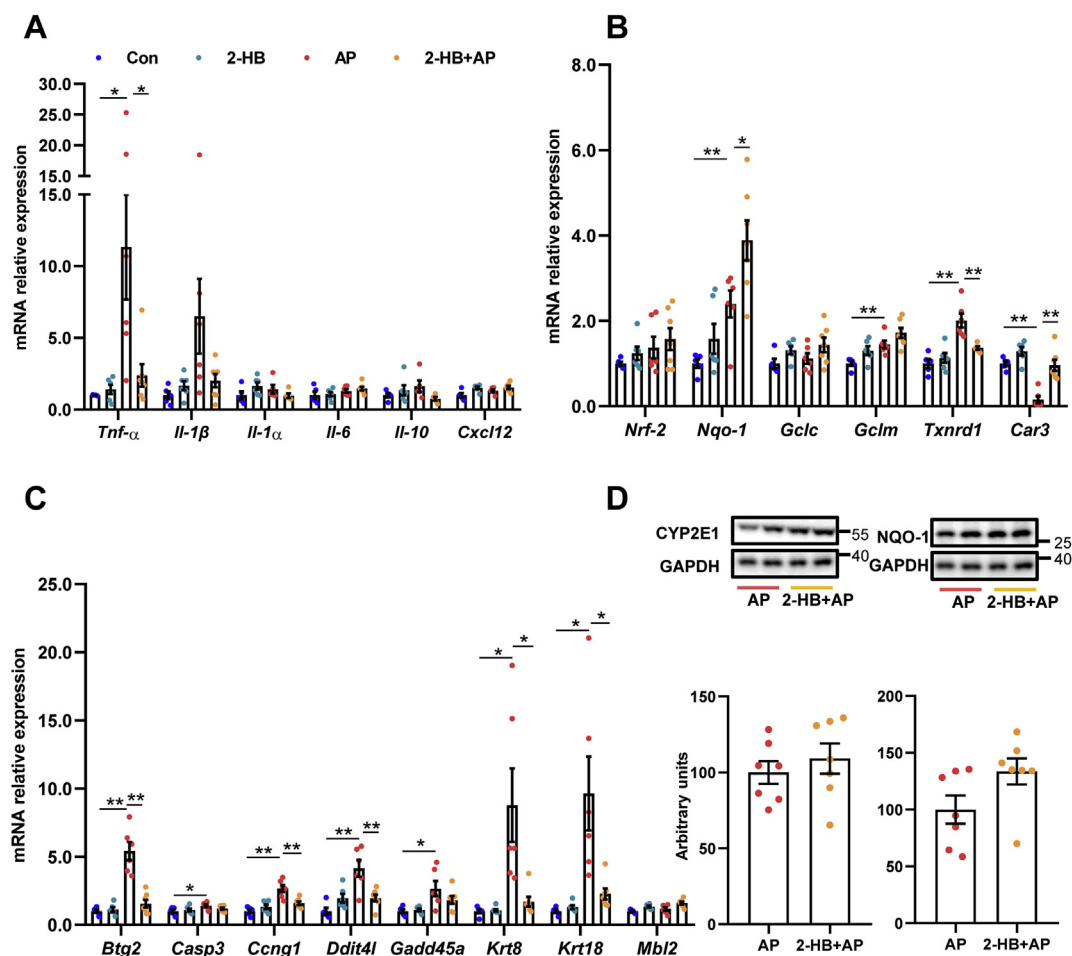 A
Con 2-HB AP 2-HB+AP
mRNA relative expression
30.0
25.0
20.0
15.0
15.0
10.0
5.0
0.0
* *
Tnf-α Il-1β Il-1α Il-6 Il-10 Cxcl12
B
mRNA relative expression
8.0
6.0
4.0
2.0
0.0
** * ** ** ** ** **
Nrf-2 Nqo-1 Gclc Gclm Txnrd1 Car3
C
mRNA relative expression
25.0
20.0
15.0
10.0
5.0
0.0
** ** * ** ** ** ** * * * * *
Btg2 Casp3 Ccng1 Ddit4l Gadd45a Krt8 Krt18 Mbl2
D
CYP2E1 55
GAPDH 40
AP 2-HB+AP
NQO-1 25
GAPDH 40
AP 2-HB+AP
Arbitrary units
150
100
50
0
AP 2-HB+AP
200
150
100
50
0
AP 2-HB+AP